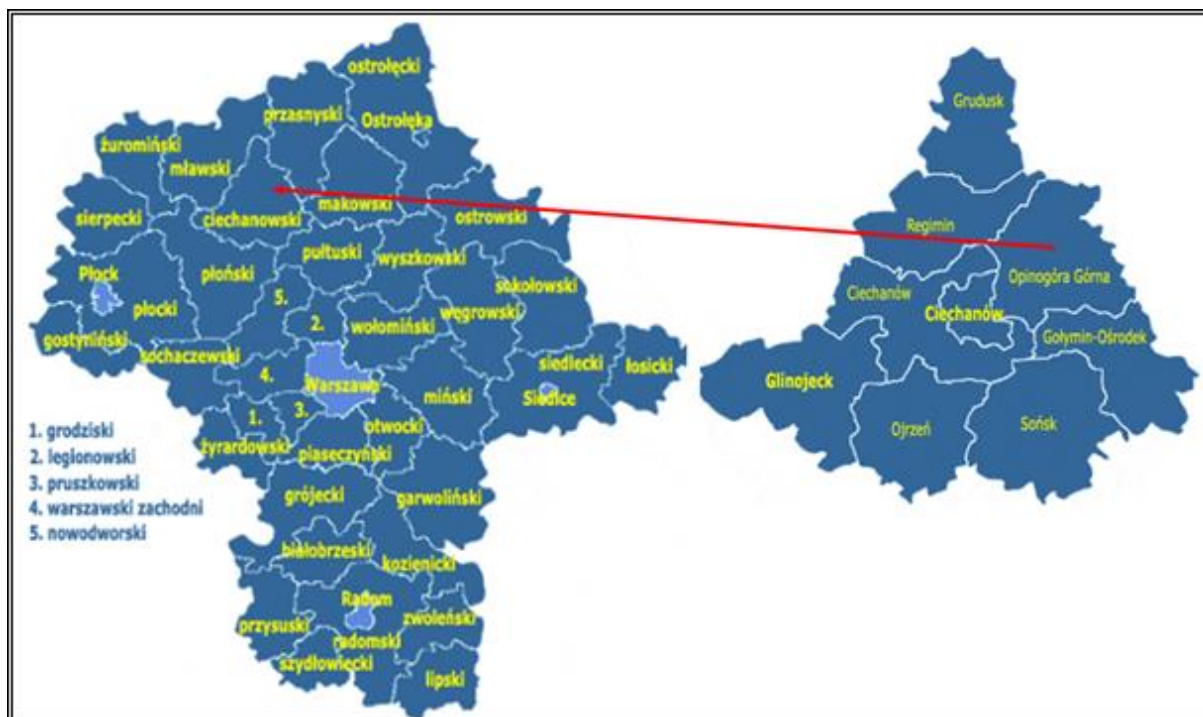 ostrołęcki
przasnyski
Ostrołęka
żuromiński
mławski
makowski
sierpecki
ciechanowski
ostrowski
pułtuski
wyszkowski
Płock
płoński
sokołowski
5.
płocki
węgrowski
2.
wołomiński
gostyniński
sochaczewski
siedlecki
łosicki
4.
Warszawa
miński
Siedlce
1.
3.
otwocki
żyrardowski
piaseczyński
grójecki
garwoliński
białobrzeski
kozienicki
Radom
zwoleński
przysuski
radomski
szydłowiecki
lipski
1. grodziski
2. legionowski
3. pruszkowski
4. warszawski zachodni
5. nowodworski
Grudusk
Regimin
Opinogóra Górna
Ciechanów
Ciechanów
Gołymin-Ośrodek
Glinojeck
Ojrzeń
Sońsk